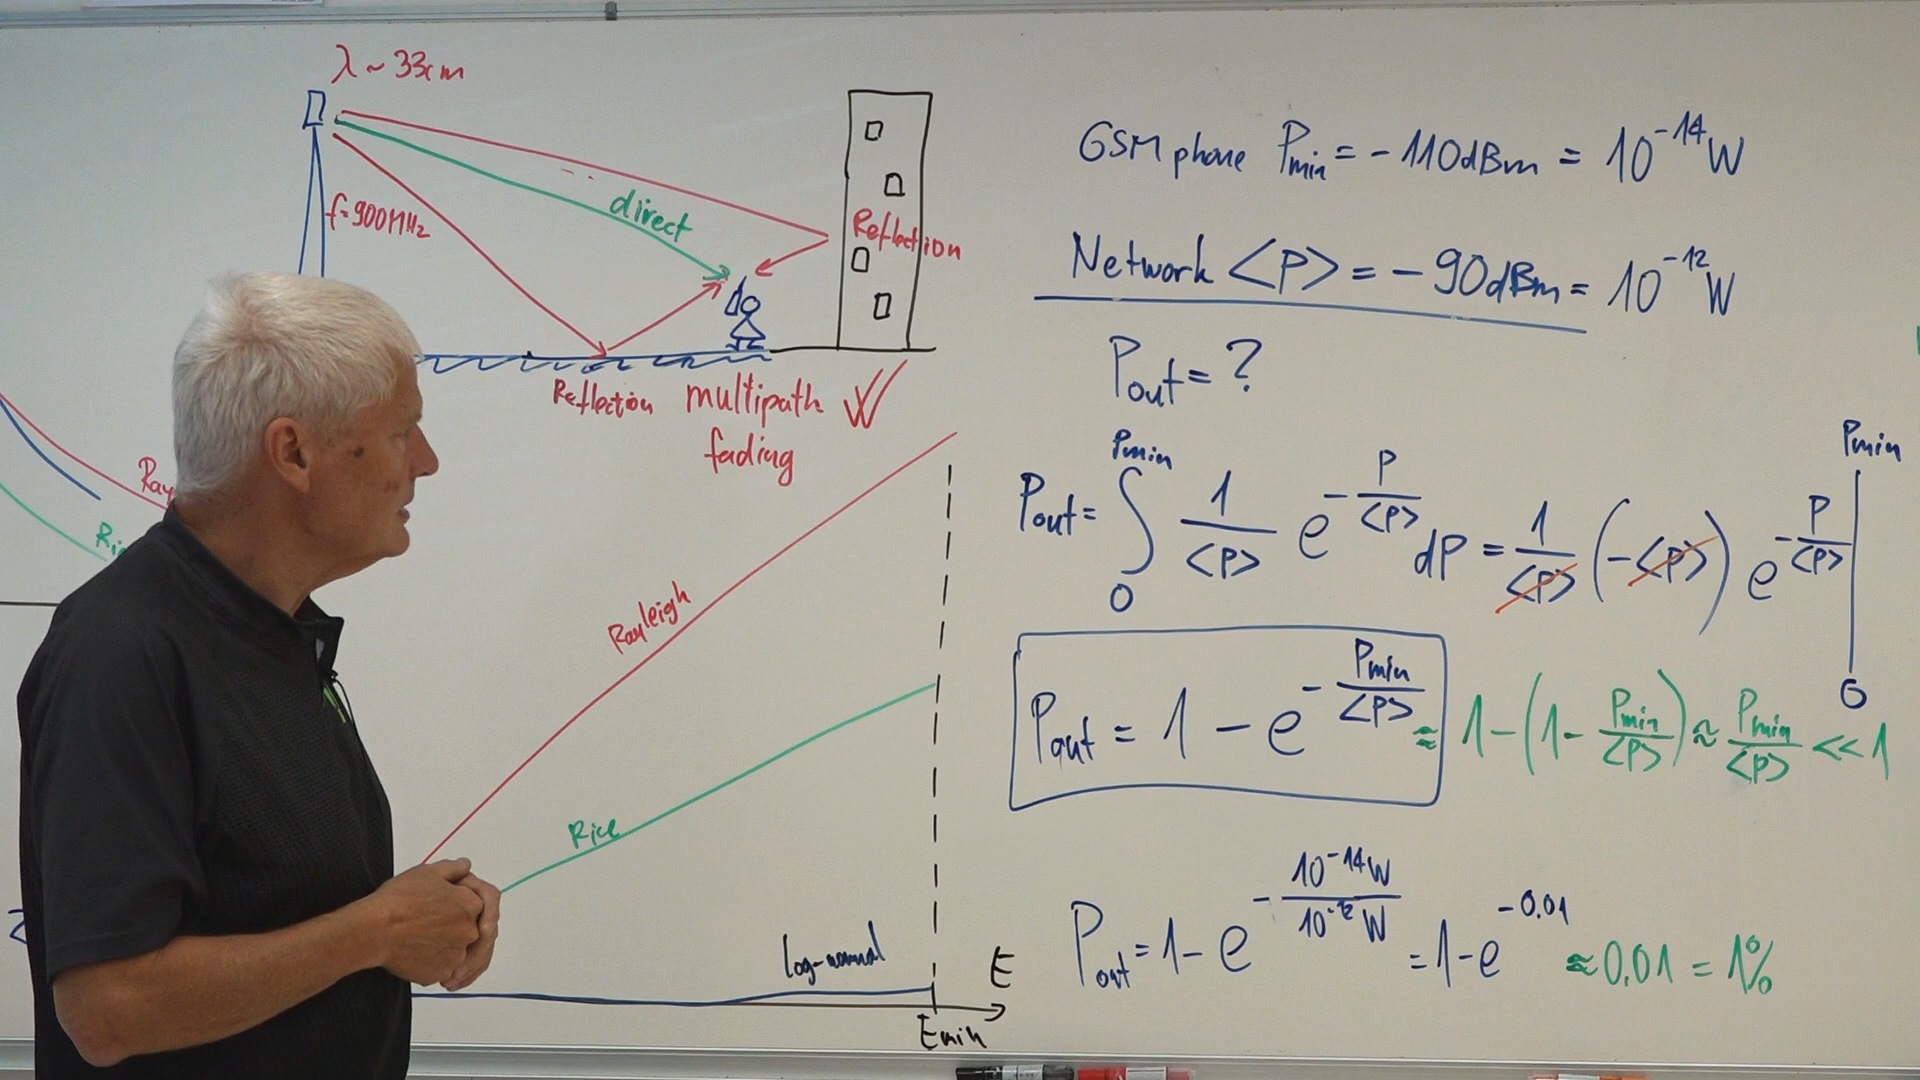 λ ~ 33cm
f=900MHz
direct
Reflection
Reflection
multipath
fading
Rayleigh
Rice
log-normal
E
Emin
GSM phone Pmin = -110dBm = 10^-14 W
Network <P> = -90dBm = 10^-12 W
Pout = ?
Pout = ∫_0^Pmin 1/<P> e^(-P/<P>) dP = 1/<P> (-<P>) e^(-P/<P>) |_0^Pmin
Pout = 1 - e^(-Pmin/<P>) ≈ 1-(1-Pmin/<P>) ≈ Pmin/<P> << 1
Pout = 1-e^(-10^-14 W/10^-12 W) = 1-e^-0.01 ≈ 0.01 = 1%